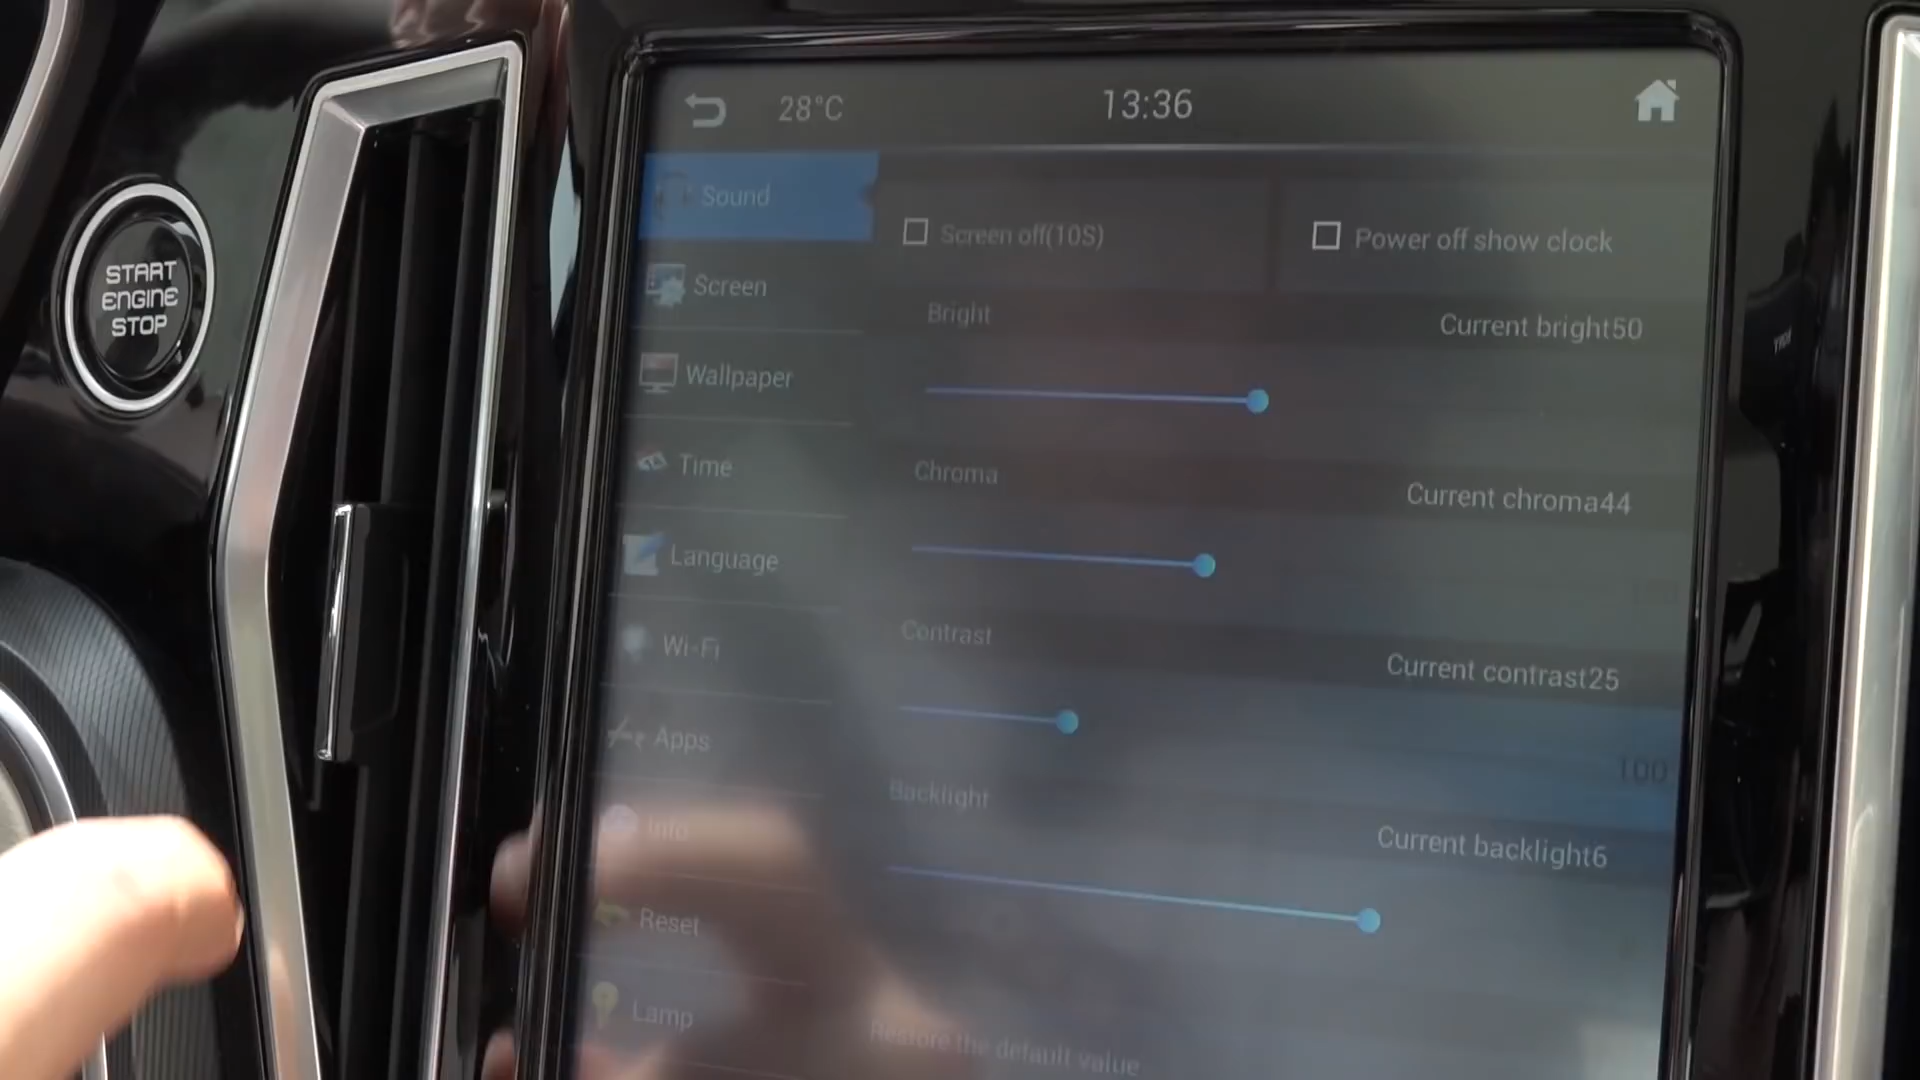 START
ENGINE
STOP
28°C
13:36
Sound
Screen
Wallpaper
Time
Language
Wi-Fi
Apps
Info
Reset
Lamp
Screen off(10S)
Power off show clock
Bright
Current bright50
Chroma
Current chroma44
Contrast
Current contrast25
100
Backlight
Current backlight6
Restore the default value